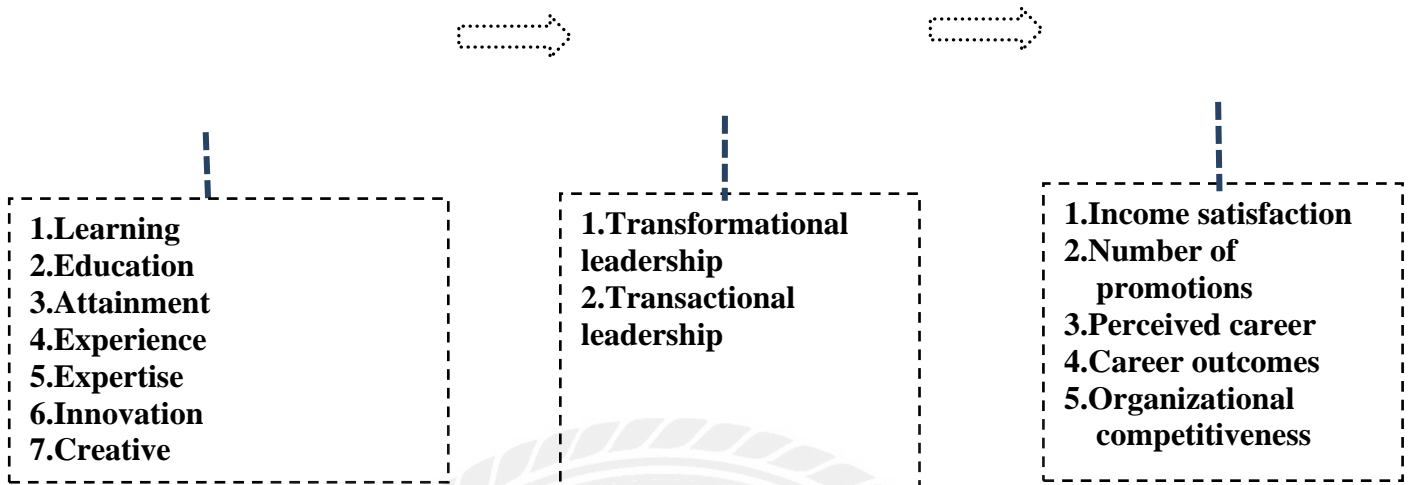 1.Learning
2.Education
3.Attainment
4.Experience
5.Expertise
6.Innovation
7.Creative
1.Transformational
leadership
2.Transactional
leadership
1.Income satisfaction
2.Number of
promotions
3.Perceived career
4.Career outcomes
5.Organizational
competitiveness